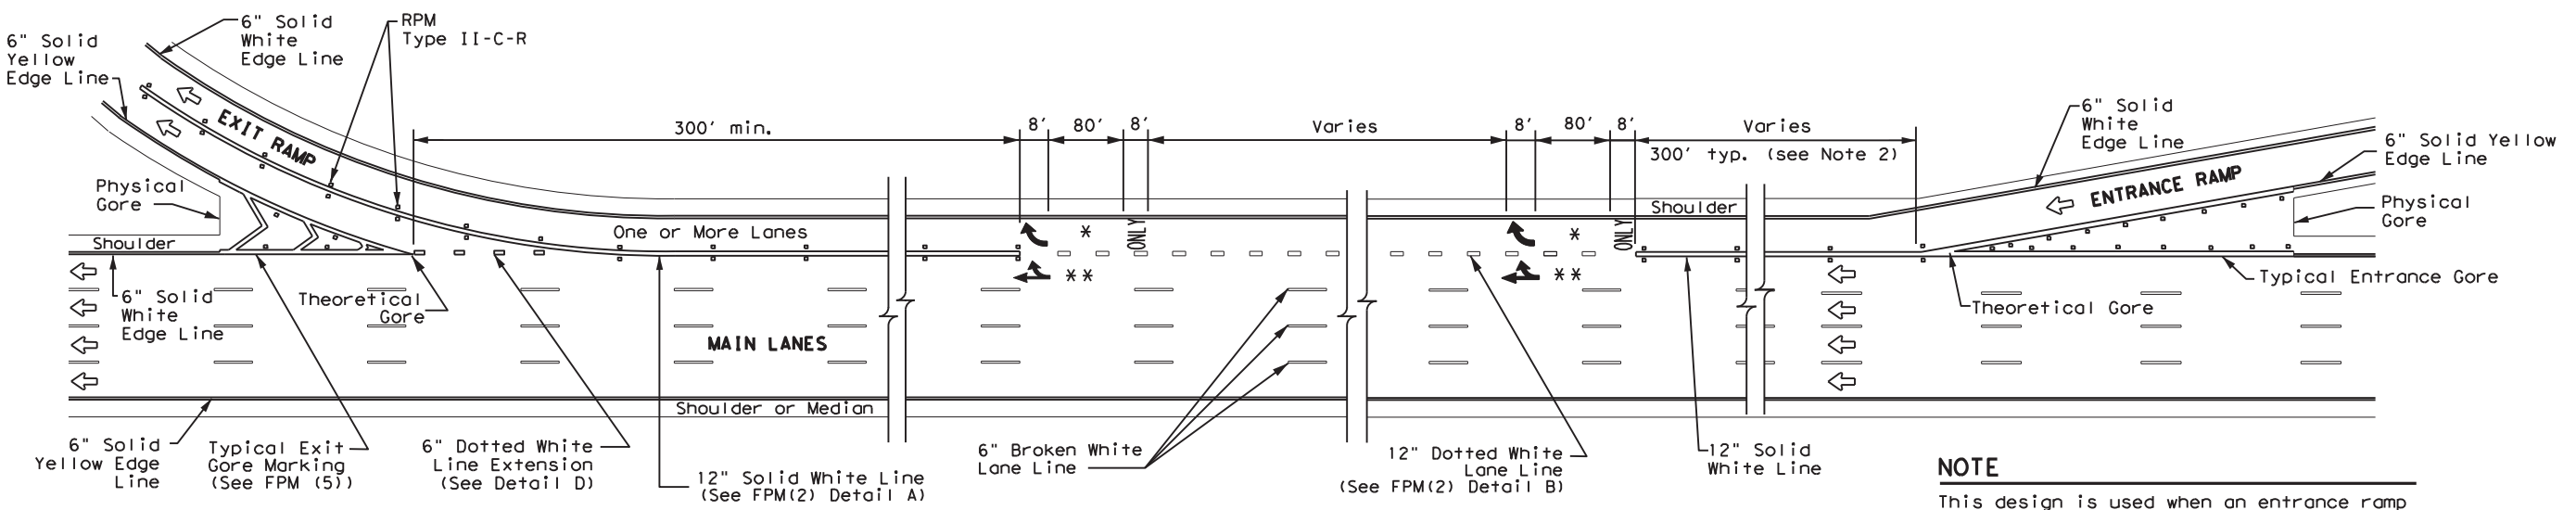 6" Solid
Yellow
Edge Line
6" Solid
White
Edge Line
RPM
Type II-C-R
EXIT RAMP
Physical
Gore
Shoulder
6" Solid
White
Edge Line
Theoretical
Gore
300' min.
8'
80'
8'
Varies
8'
80'
8'
Varies
300' typ. (see Note 2)
6" Solid
White
Edge Line
6" Solid Yellow
Edge Line
ENTRANCE RAMP
Physical
Gore
One or More Lanes
*
ONLY
**
*
ONLY
**
Shoulder
Typical Entrance Gore
Theoretical Gore
MAIN LANES
Shoulder or Median
6" Solid
Yellow Edge
Line
Typical Exit
Gore Marking
(See FPM (5))
6" Dotted White
Line Extension
(See Detail D)
12" Solid White Line
(See FPM(2) Detail A)
6" Broken White
Lane Line
12" Dotted White
Lane Line
(See FPM(2) Detail B)
12" Solid
White Line
NOTE
This design is used when an entrance ramp